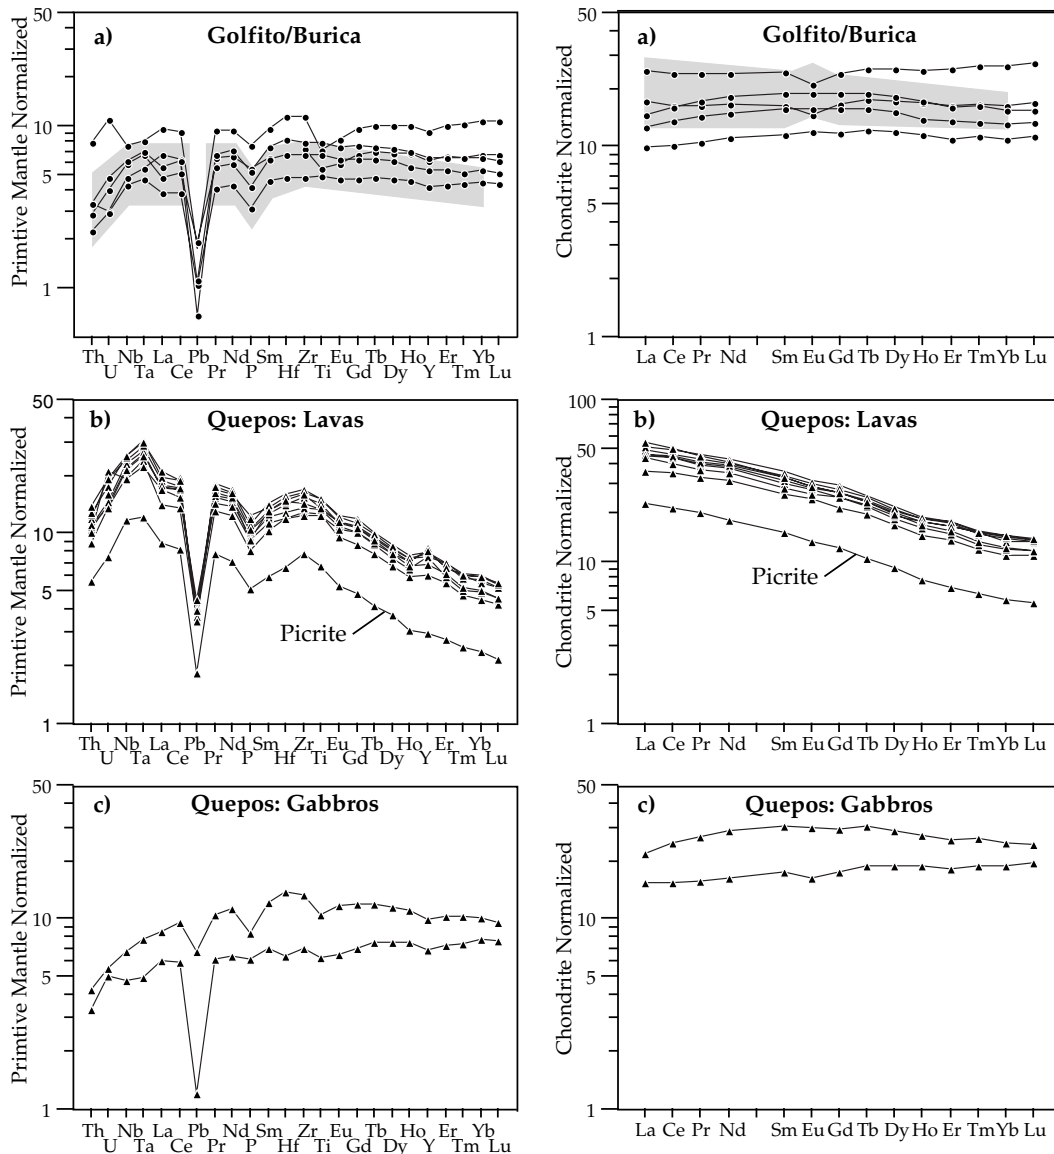 a) Golfito/Burica
Primtive Mantle Normalized
50
10
5
1
Th Nb La Pb Nd Sm Zr Eu Tb Ho Er Yb
U Ta Ce Pr P Hf Ti Gd Dy Y Tm Lu
a) Golfito/Burica
Chondrite Normalized
50
10
5
1
La Ce Pr Nd Sm Eu Gd Tb Dy Ho Er Tm Yb Lu
b) Quepos: Lavas
Primtive Mantle Normalized
50
10
5
1
Picrite
Th Nb La Pb Pr Nd Sm Hf Zr Eu Tb Ho Y Er Yb
U Ta Ce P Ti Gd Dy Tm Lu
b) Quepos: Lavas
Chondrite Normalized
100
50
10
5
1
Picrite
La Ce Pr Nd Sm Eu Gd Tb Dy Ho Er Tm Yb Lu
c) Quepos: Gabbros
Primtive Mantle Normalized
50
10
5
1
Th Nb La Pb Nd Sm Zr Eu Tb Ho Er Yb
U Ta Ce Pr P Hf Ti Gd Dy Y Tm Lu
c) Quepos: Gabbros
Chondrite Normalized
50
10
5
1
La Ce Pr Nd Sm Eu Gd Tb Dy Ho Er Tm Yb Lu